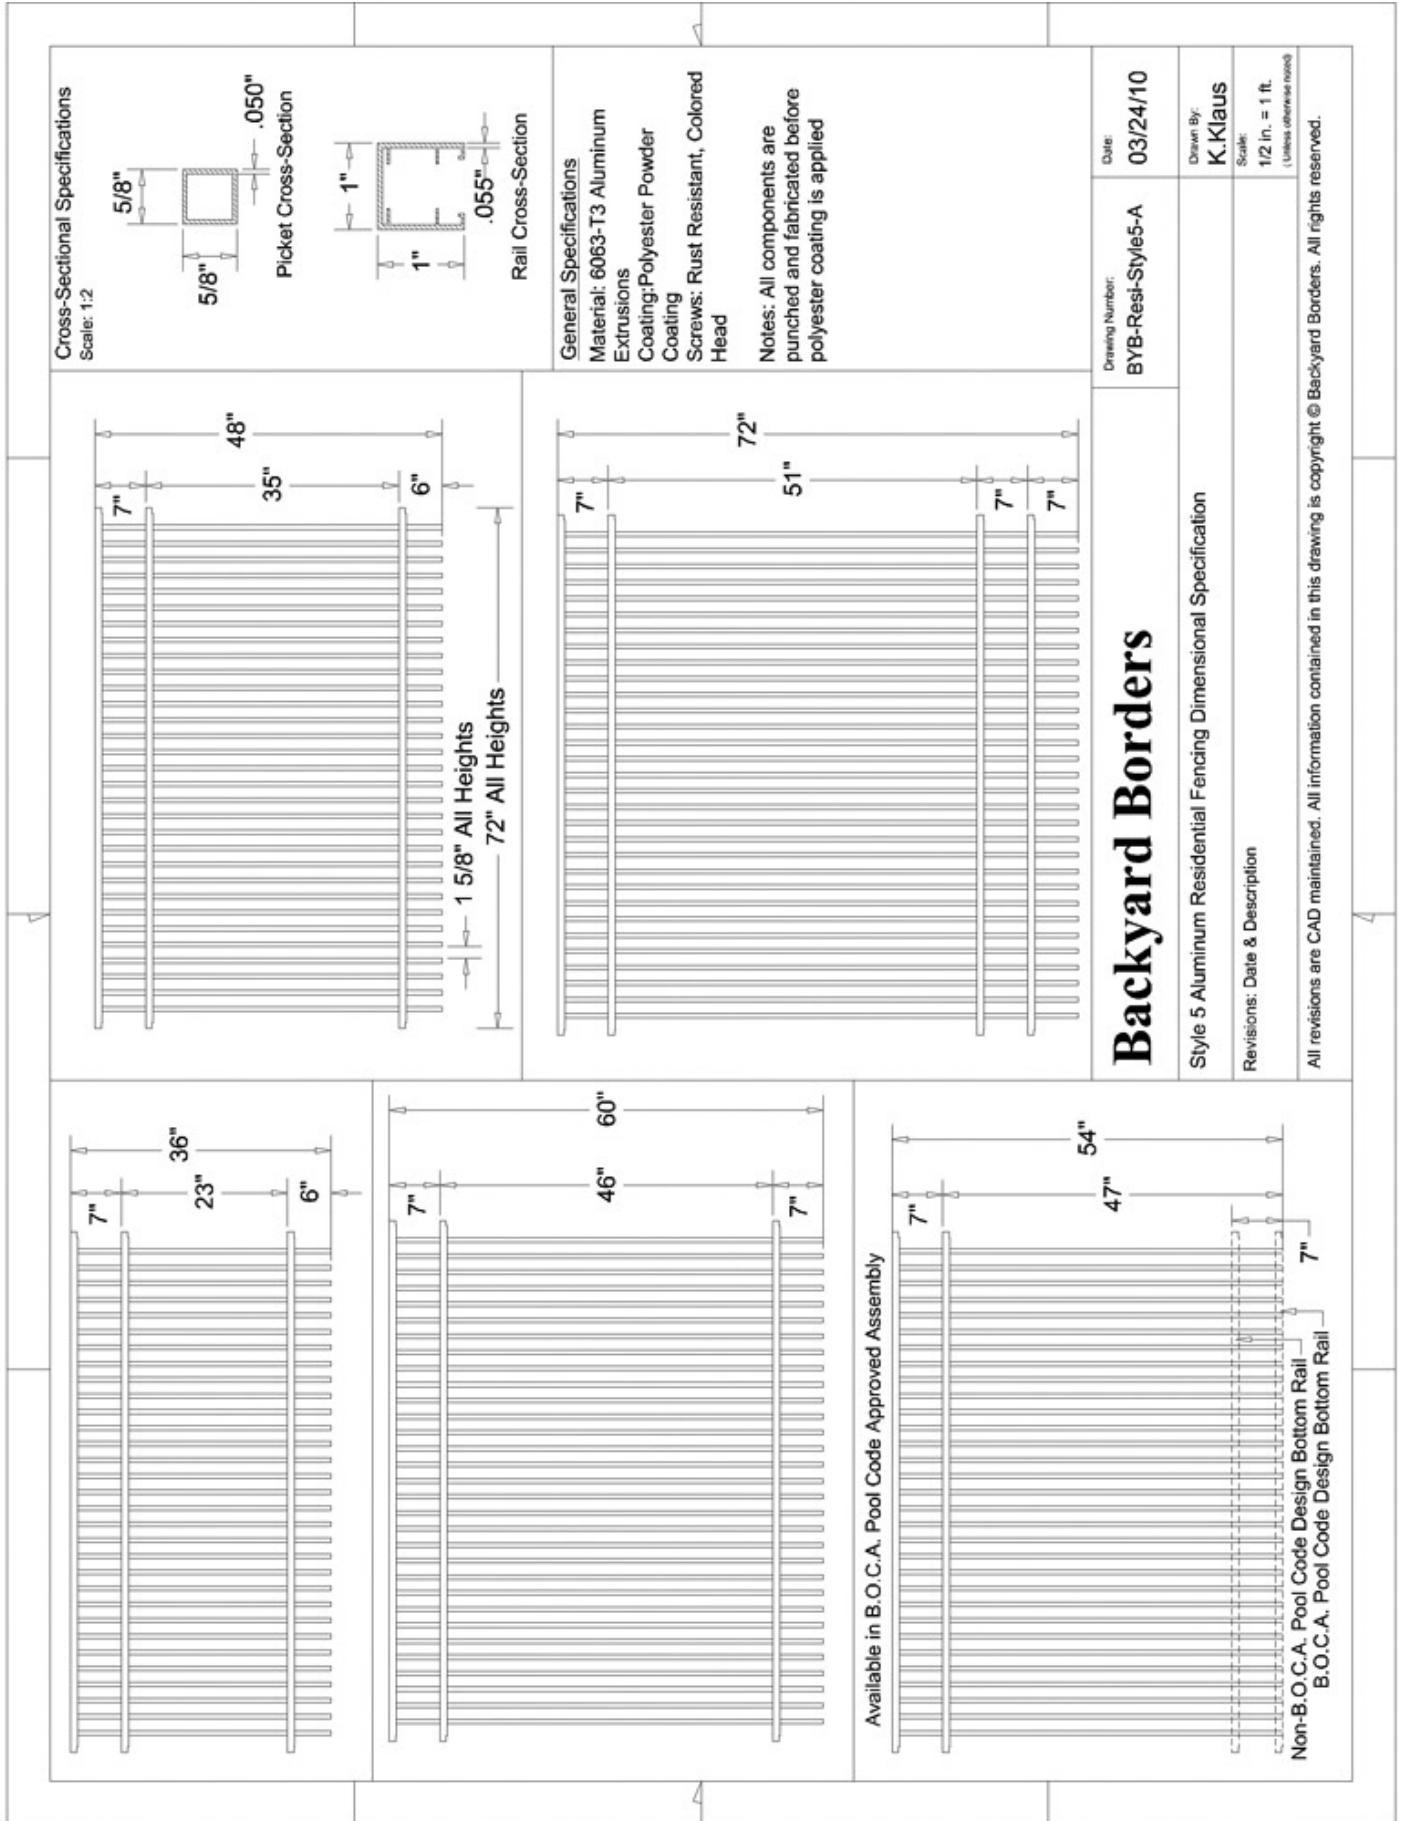 36"
7"
23"
6"
60"
7"
46"
7"
Available in B.O.C.A. Pool Code Approved Assembly
54"
7"
47"
7"
Non-B.O.C.A. Pool Code Design Bottom Rail
B.O.C.A. Pool Code Design Bottom Rail
48"
7"
35"
6"
1 5/8" All Heights
72" All Heights
72"
7"
51"
7"
7"
Cross-Sectional Specifications
Scale: 1:2
5/8"
5/8"
.050"
Picket Cross-Section
1"
1"
.055"
Rail Cross-Section
General Specifications
Material: 6063-T3 Aluminum
Extrusions
Coating:Polyester Powder
Coating
Screws: Rust Resistant, Colored
Head
Notes: All components are
punched and fabricated before
polyester coating is applied
Backyard Borders
Drawing Number:
BYB-Resi-Style5-A
Date:
03/24/10
Style 5 Aluminum Residential Fencing Dimensional Specification
Drawn By:
K.Klaus
Revisions: Date & Description
Scale:
1/2 in. = 1 ft.
( Unless otherwise noted)
All revisions are CAD maintained. All information contained in this drawing is copyright © Backyard Borders. All rights reserved.